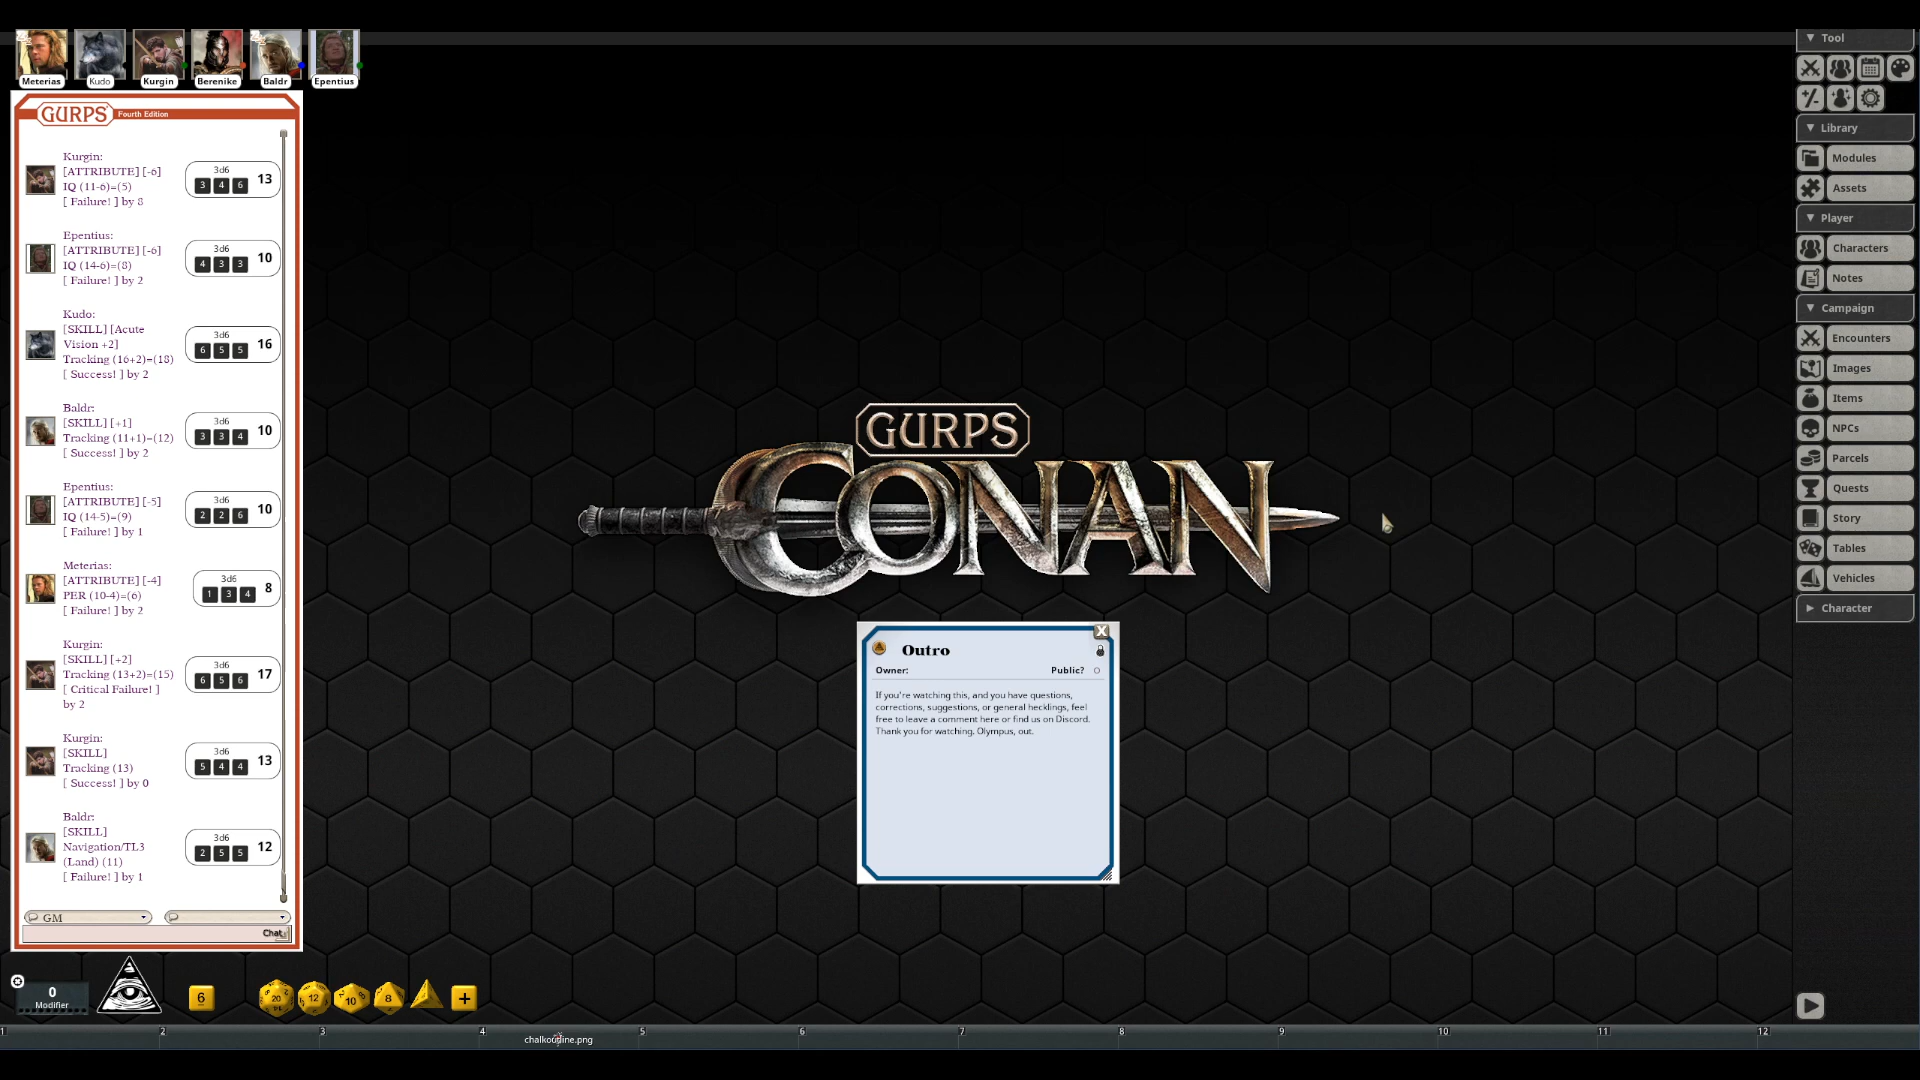 Meterias
Kudo
Kurgin
Berenike
Baldr
Epentius
GURPS
Fourth Edition
Kurgin:
[ATTRIBUTE] [-6]
IQ (11-6)=(5)
[ Failure! ] by 8
3d6
3 4 6
13
Epentius:
[ATTRIBUTE] [-6]
IQ (14-6)=(8)
[ Failure! ] by 2
3d6
4 3 3
10
Kudo:
[SKILL] [Acute
Vision +2]
Tracking (16+2)=(18)
[ Success! ] by 2
3d6
6 5 5
16
Baldr:
[SKILL] [+1]
Tracking (11+1)=(12)
[ Success! ] by 2
3d6
3 3 4
10
Epentius:
[ATTRIBUTE] [-5]
IQ (14-5)=(9)
[ Failure! ] by 1
3d6
2 2 6
10
Meterias:
[ATTRIBUTE] [-4]
PER (10-4)=(6)
[ Failure! ] by 2
3d6
1 3 4
8
Kurgin:
[SKILL] [+2]
Tracking (13+2)=(15)
[ Critical Failure! ]
by 2
3d6
6 5 6
17
Kurgin:
[SKILL]
Tracking (13)
[ Success! ] by 0
3d6
5 4 4
13
Baldr:
[SKILL]
Navigation/TL3
(Land) (11)
[ Failure! ] by 1
3d6
2 5 5
12
GM
Chat
0
Modifier
6
20
12
10
8
GURPS
CONAN
X
Outro
Owner:
Public?
If you're watching this, and you have questions,
corrections, suggestions, or general hecklings, feel
free to leave a comment here or find us on Discord.
Thank you for watching. Olympus, out.
Tool
Library
Modules
Assets
Player
Characters
Notes
Campaign
Encounters
Images
Items
NPCs
Parcels
Quests
Story
Tables
Vehicles
Character
1 2 3 4 5 6 7 8 9 10 11 12
chalkoutline.png